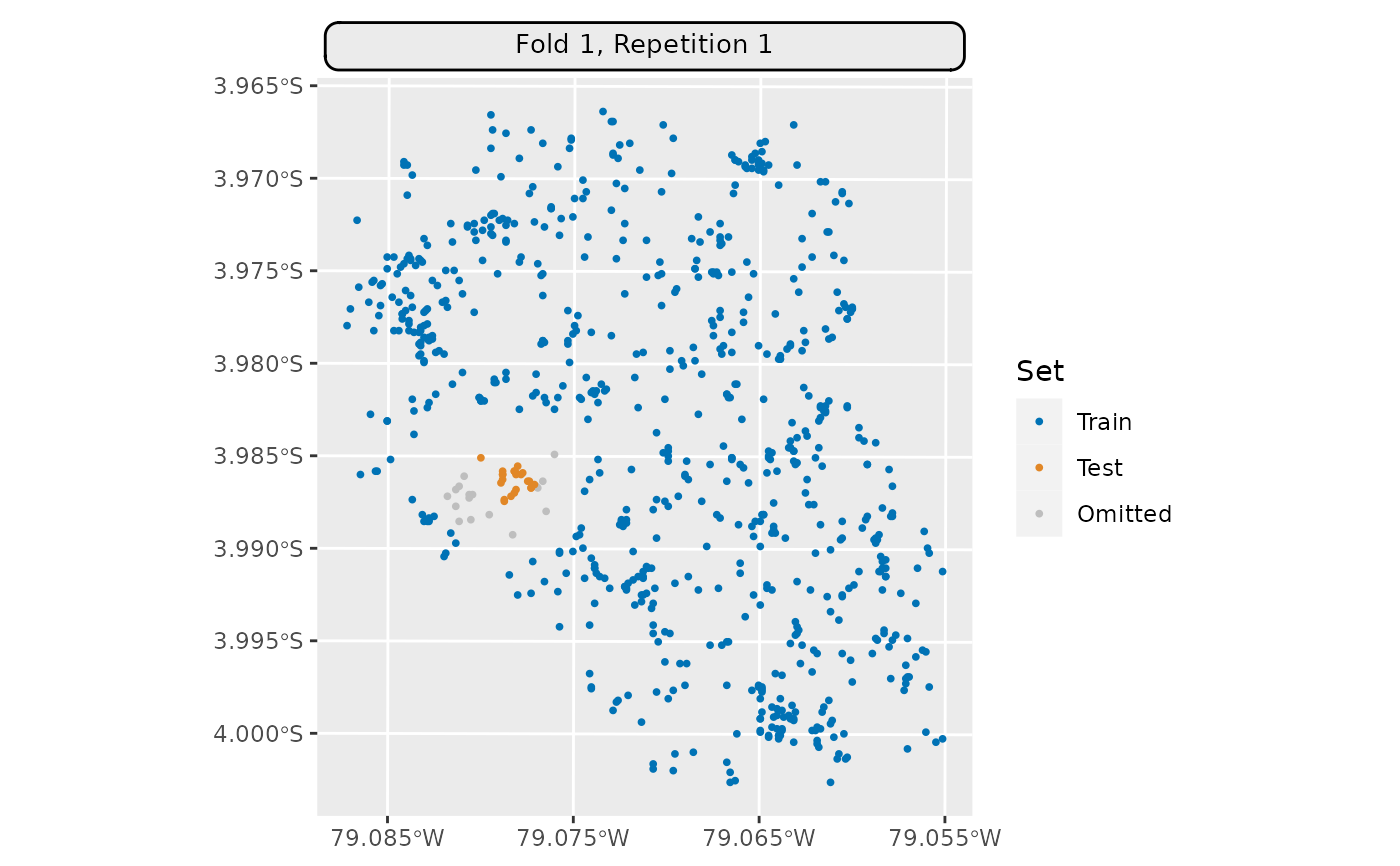 Fold 1, Repetition 1
3.965°S
3.970°S
3.975°S
3.980°S
3.985°S
3.990°S
3.995°S
4.000°S
79.085°W 79.075°W 79.065°W 79.055°W
Set
Train
Test
Omitted